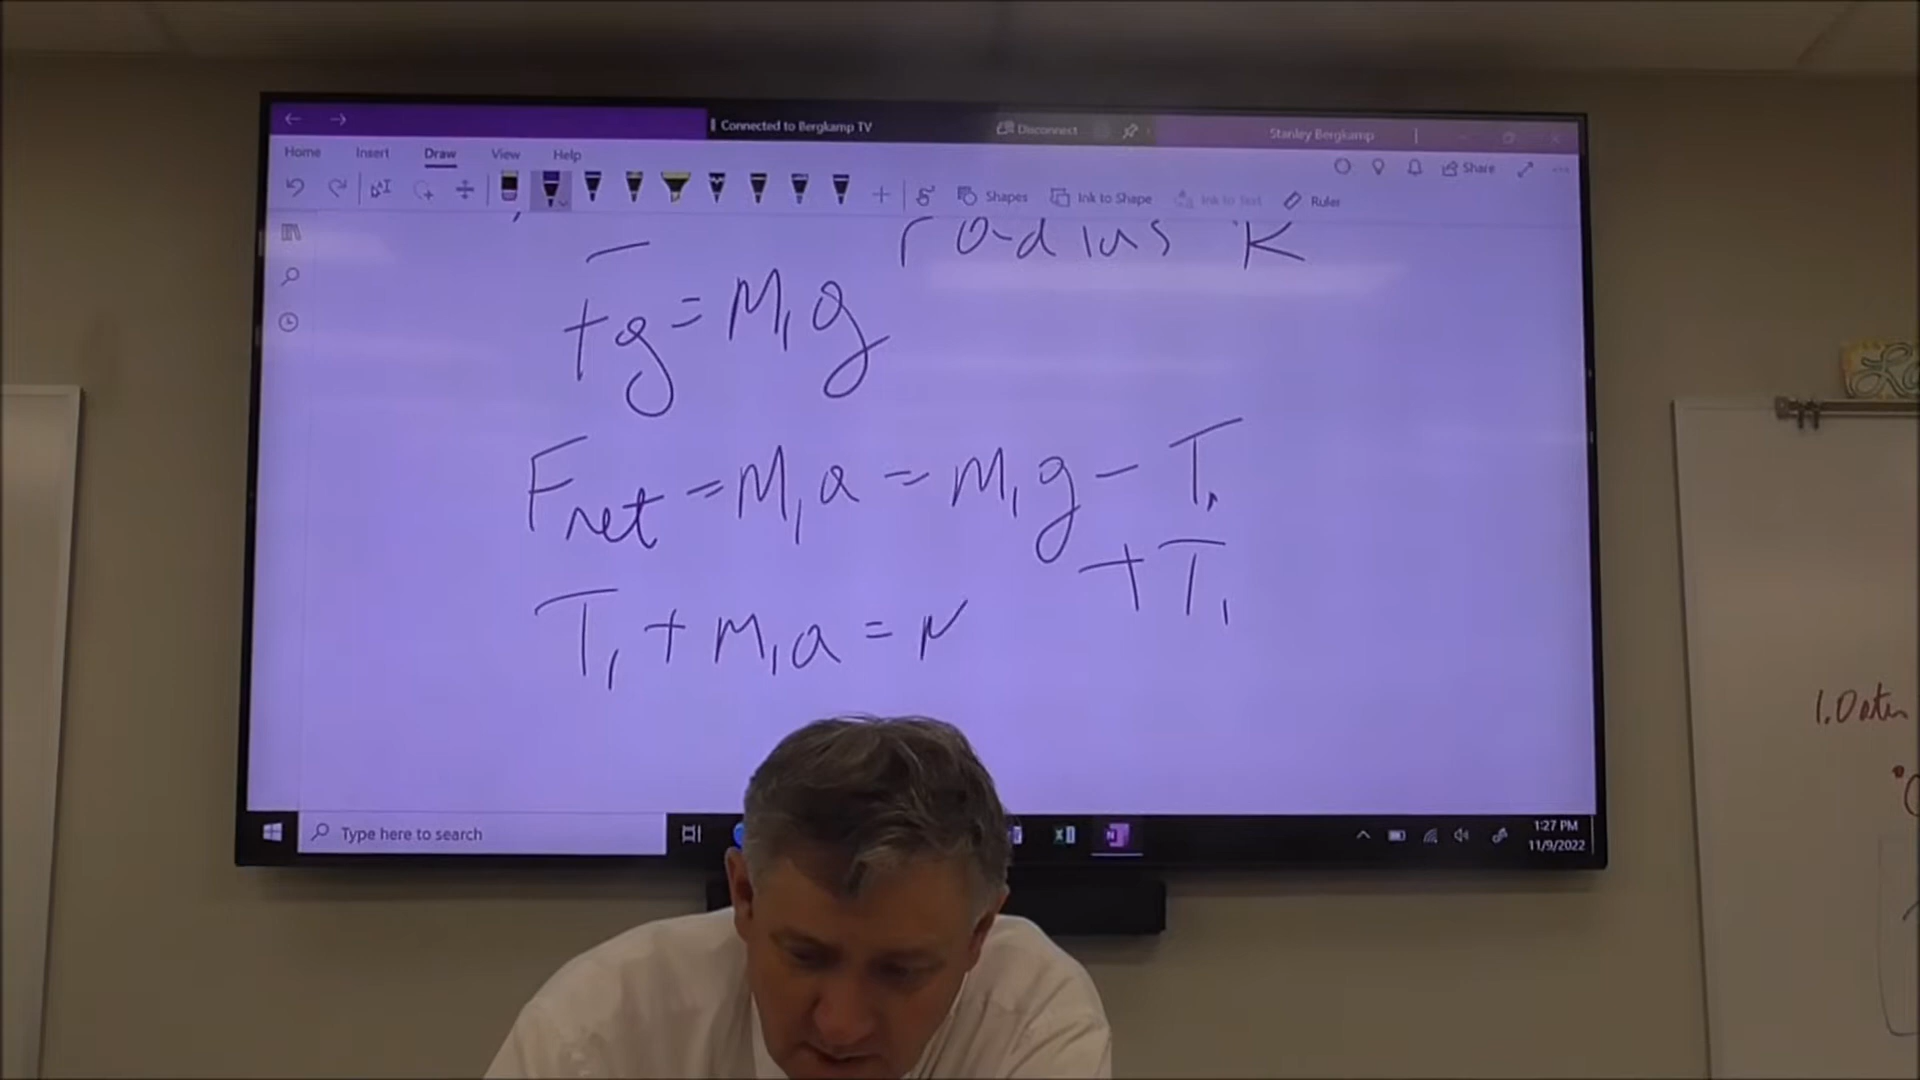 Connected to Bergkamp TV
Disconnect
Stanley Bergkamp
Home Insert Draw View Help
Share
Shapes Ink to Shape Ink to Text Ruler
radius R
Fg = M₁g
Fnet = M₁a = M₁g - T₁
+ T₁
T₁ + M₁a = M
Type here to search
1:27 PM
11/9/2022
1. Data